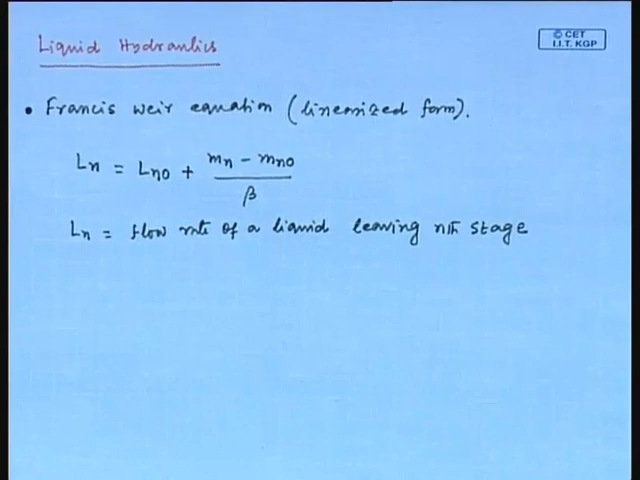 Liquid Hydraulics
© CET
I.I.T. KGP
• Francis weir equation (linearized form).
Ln = Ln0 + (mn - mn0) / β
Ln = flow rate of a liquid leaving nth stage